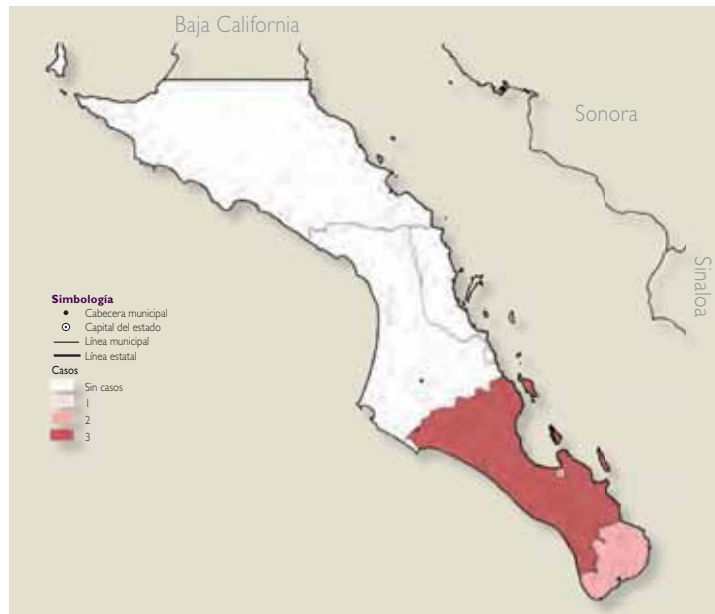 Baja California
Sonora
Sinaloa
Simbología
Cabecera municipal
Capital del estado
Línea municipal
Línea estatal
Casos
Sin casos
1
2
3